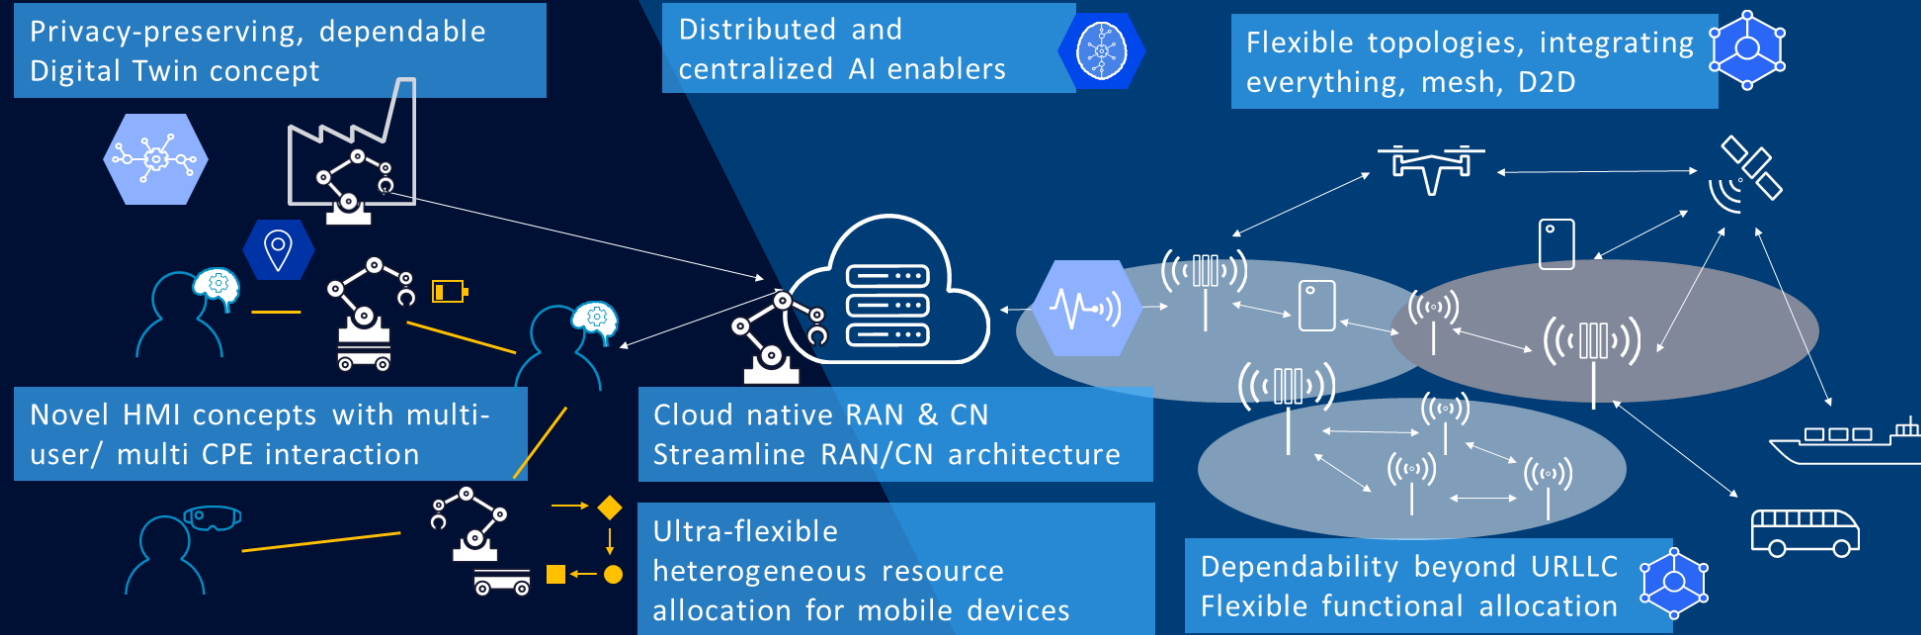 Privacy-preserving, dependable
Digital Twin concept
Distributed and
centralized AI enablers
Flexible topologies, integrating
everything, mesh, D2D
Novel HMI concepts with multi-
user/ multi CPE interaction
Cloud native RAN & CN
Streamline RAN/CN architecture
Ultra-flexible
heterogeneous resource
allocation for mobile devices
Dependability beyond URLLC
Flexible functional allocation